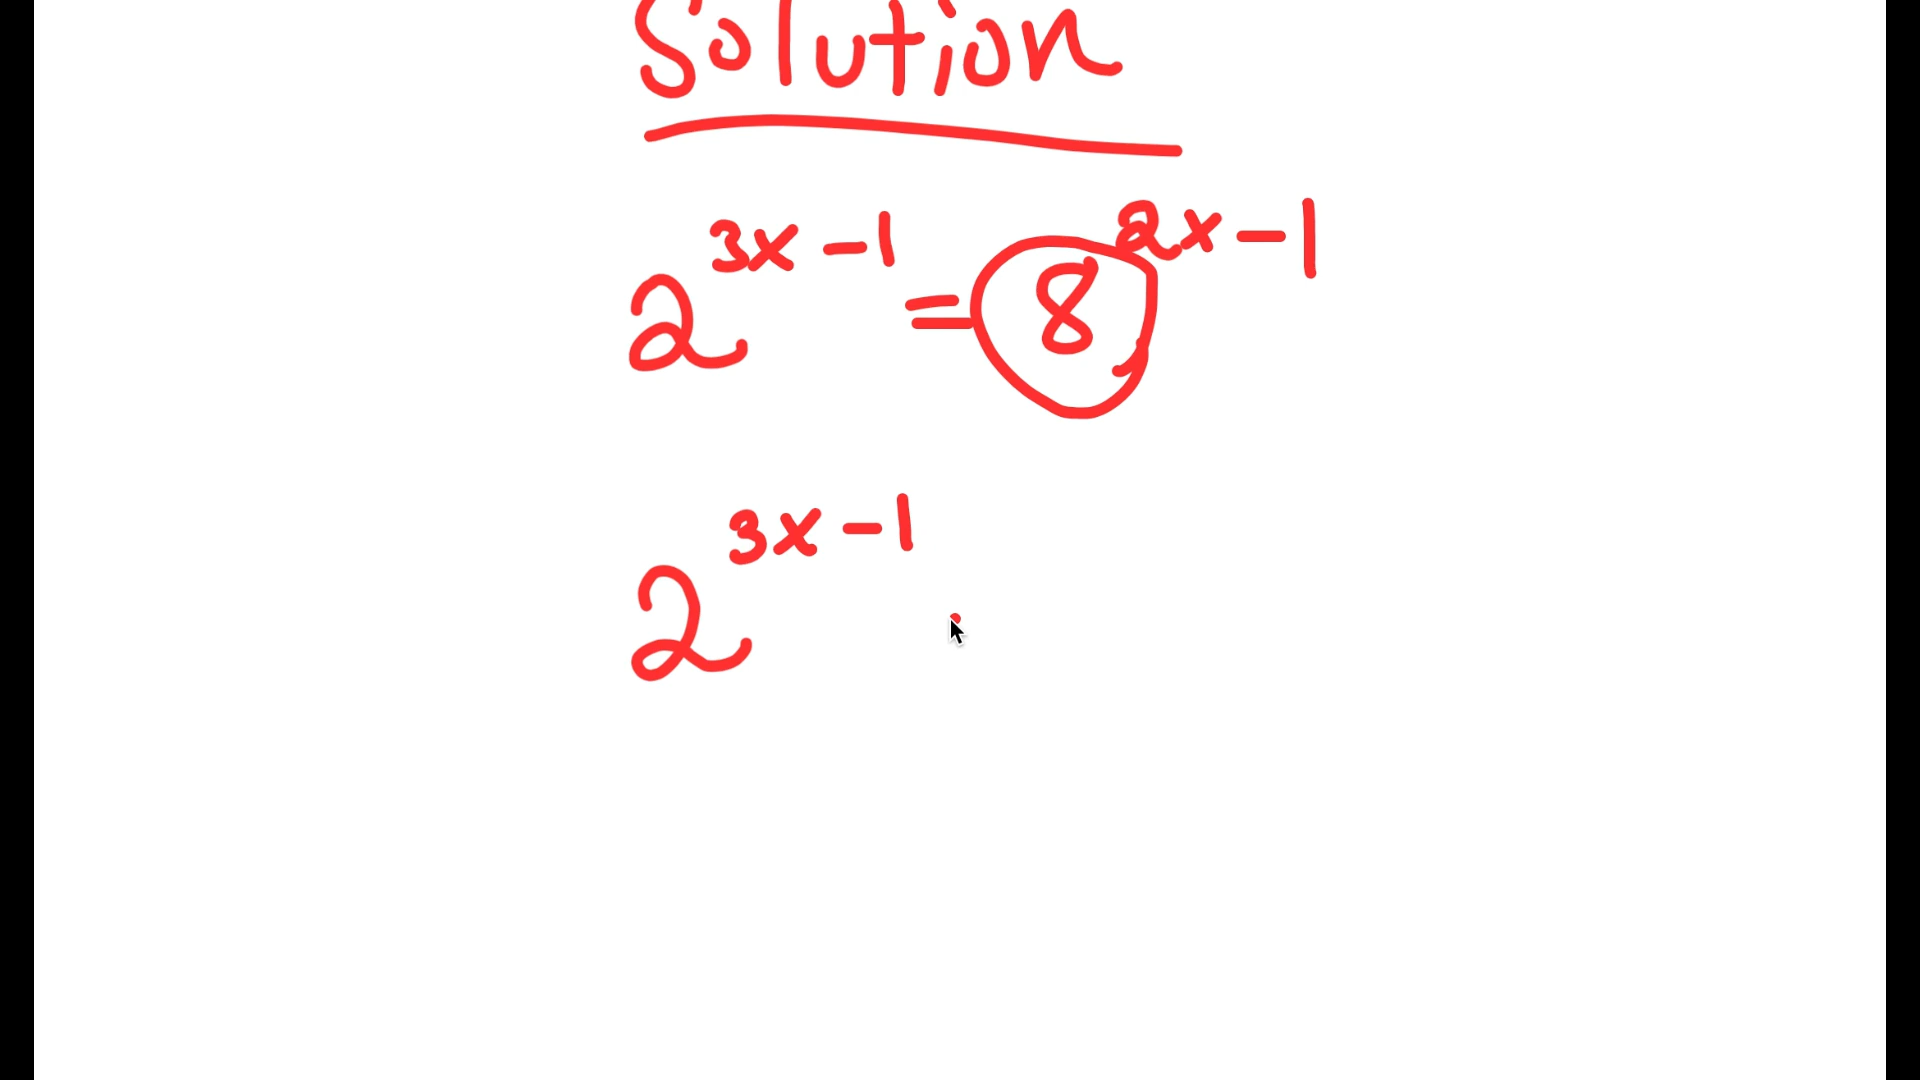 Solution
2^{3x-1} = 8^{2x-1}
2^{3x-1}